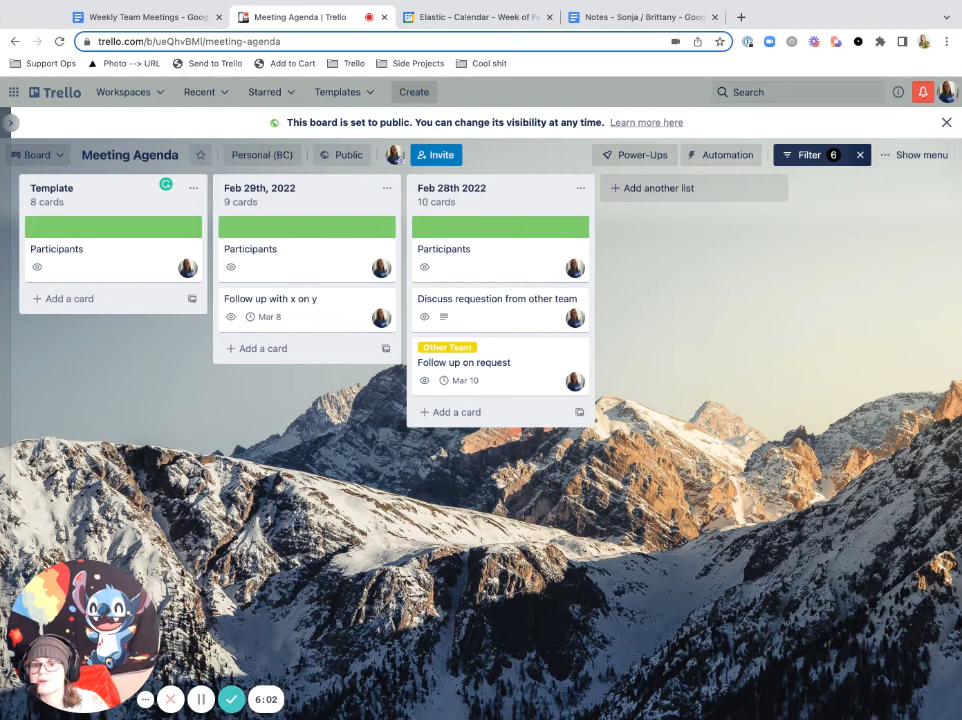 Weekly Team Meetings - Goog
Meeting Agenda | Trello
Elastic - Calendar - Week of Fe
Notes - Sonja / Brittany - Goog
trello.com/b/ueQhvBMl/meeting-agenda
Support Ops
Photo --> URL
Send to Trello
Add to Cart
Trello
Side Projects
Cool shit
Trello
Workspaces
Recent
Starred
Templates
Create
Search
This board is set to public. You can change its visibility at any time. Learn more here
Board
Meeting Agenda
Personal (BC)
Public
Invite
Power-Ups
Automation
Filter 6
Show menu
Template
8 cards
Participants
+ Add a card
Feb 29th, 2022
9 cards
Participants
Follow up with x on y
Mar 8
+ Add a card
Feb 28th 2022
10 cards
Participants
Discuss requestion from other team
Other Team
Follow up on request
Mar 10
+ Add a card
+ Add another list
6:02